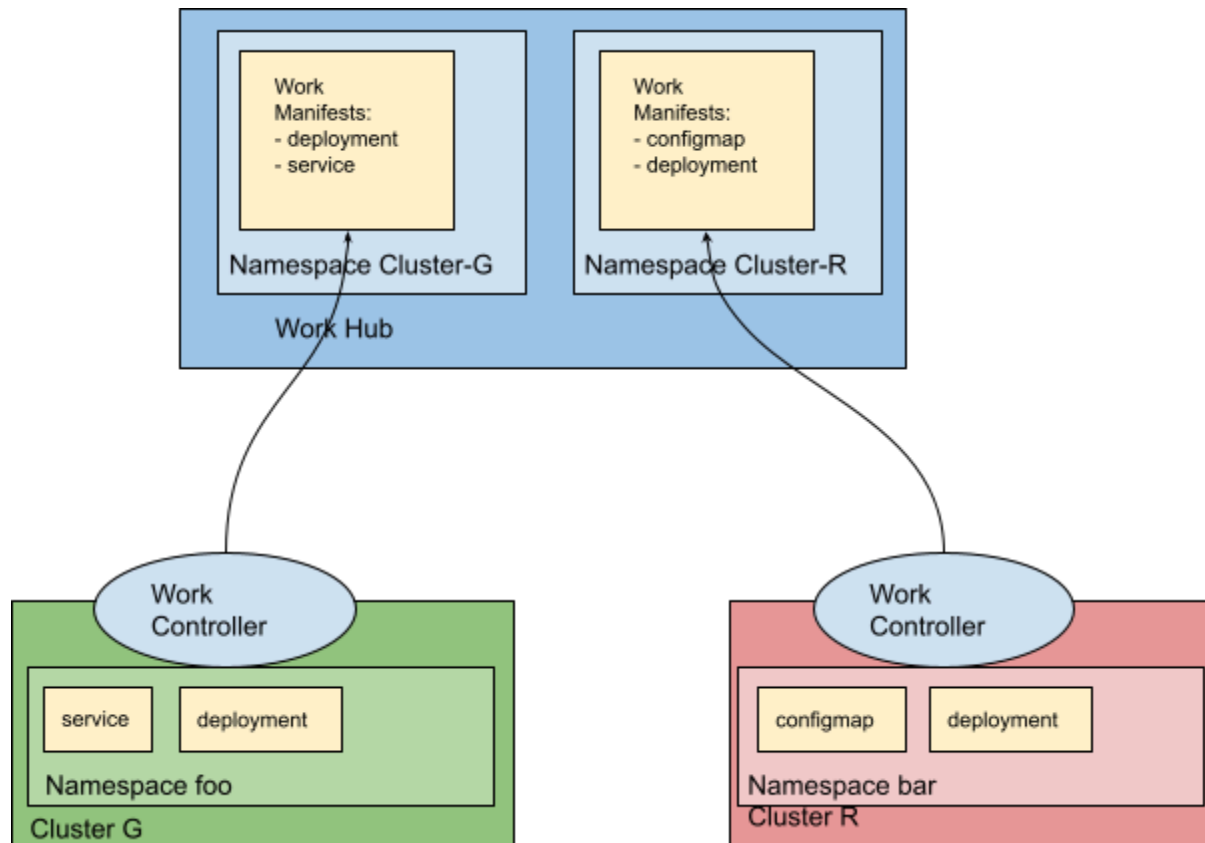 Work
Manifests:
- deployment
- service
Namespace Cluster-G
Work
Manifests:
- configmap
- deployment
Namespace Cluster-R
Work Hub
Work
Controller
service
deployment
Namespace foo
Cluster G
Work
Controller
configmap
deployment
Namespace bar
Cluster R